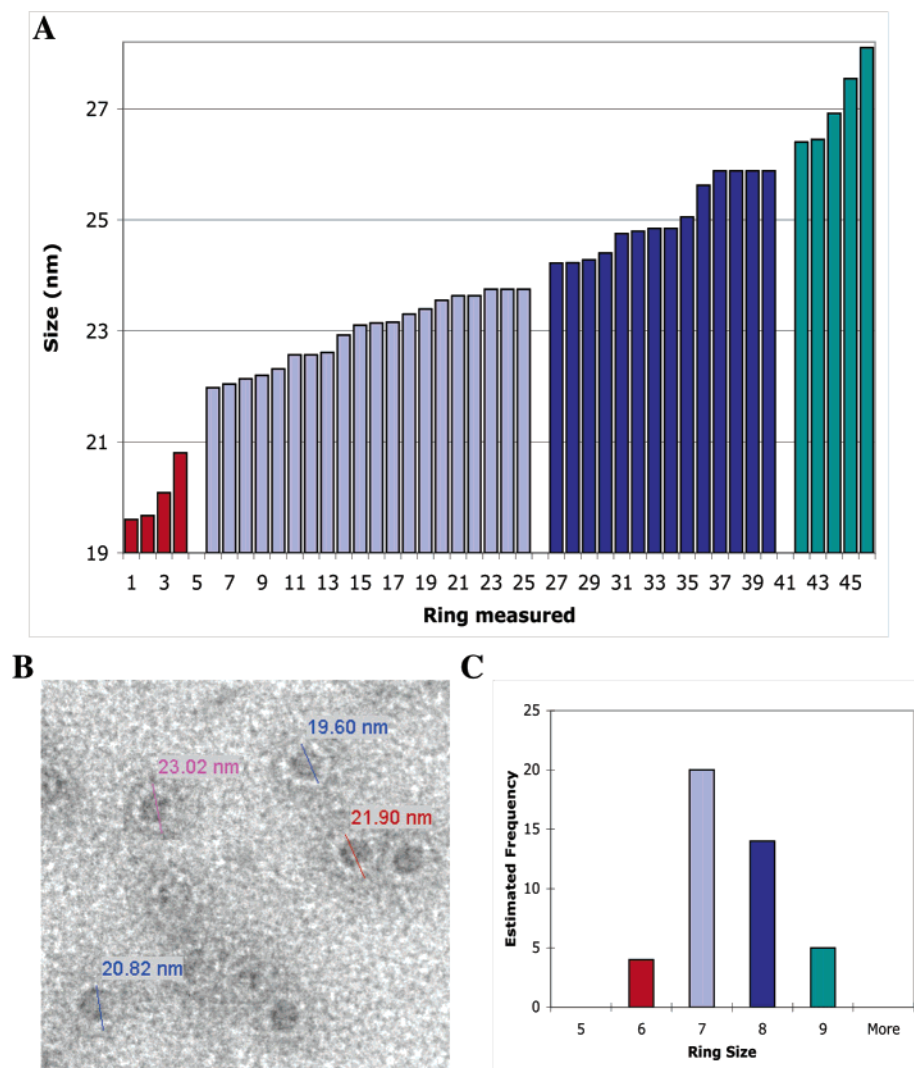 A
Size (nm)
27
25
23
21
19
1 3 5 7 9 11 13 15 17 19 21 23 25 27 29 31 33 35 37 39 41 43 45
Ring measured
B
19.60 nm
23.02 nm
21.90 nm
20.82 nm
C
Estimated Frequency
25
20
15
10
5
0
5 6 7 8 9 More
Ring Size